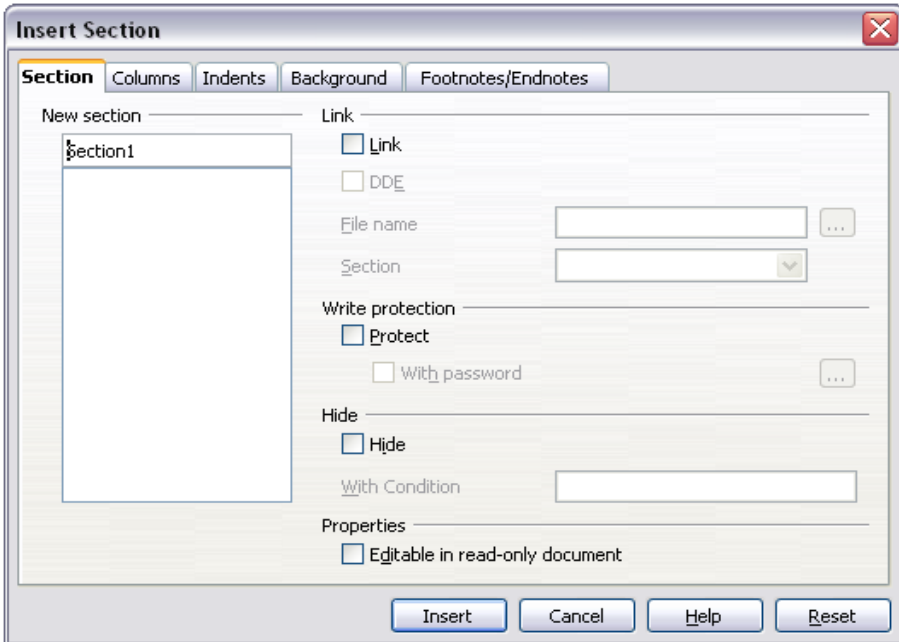 Insert Section
Section Columns Indents Background Footnotes/Endnotes
New section
Section1
Link
Link
DDE
File name ...
Section
Write protection
Protect
With password ...
Hide
Hide
With Condition
Properties
Editable in read-only document
Insert Cancel Help Reset